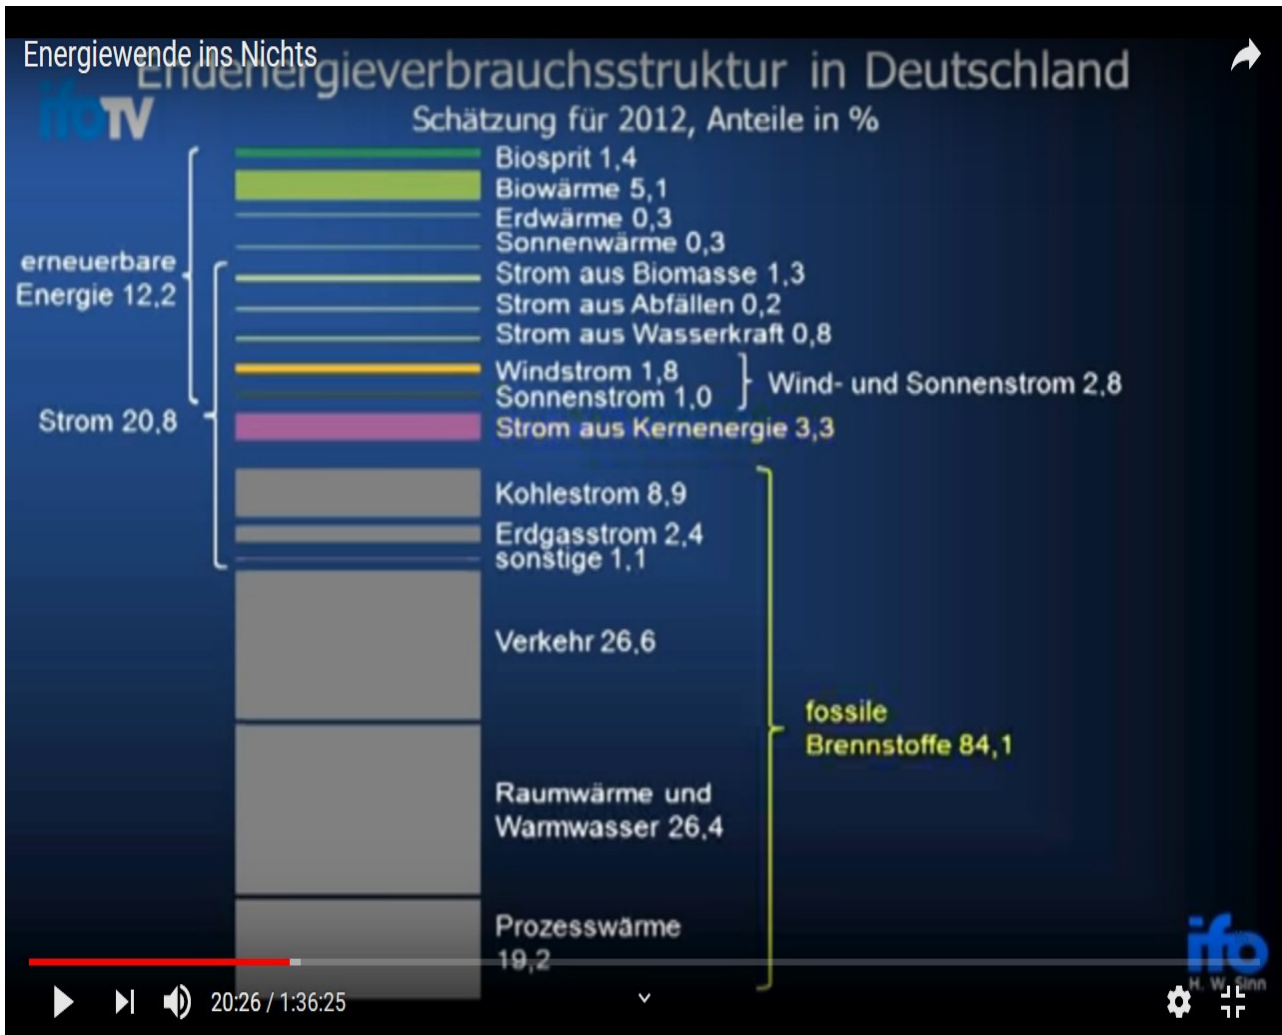 Energiewende ins Nichts
Endenergieverbrauchsstruktur in Deutschland
ifoTV
Schätzung für 2012, Anteile in %
Biosprit 1,4
Biowärme 5,1
Erdwärme 0,3
Sonnenwärme 0,3
erneuerbare
Energie 12,2
Strom aus Biomasse 1,3
Strom aus Abfällen 0,2
Strom aus Wasserkraft 0,8
Windstrom 1,8
Sonnenstrom 1,0
Wind- und Sonnenstrom 2,8
Strom 20,8
Strom aus Kernenergie 3,3
Kohlestrom 8,9
Erdgasstrom 2,4
sonstige 1,1
Verkehr 26,6
fossile
Brennstoffe 84,1
Raumwärme und
Warmwasser 26,4
Prozesswärme
19,2
ifo
H. W. Sinn
20:26 / 1:36:25